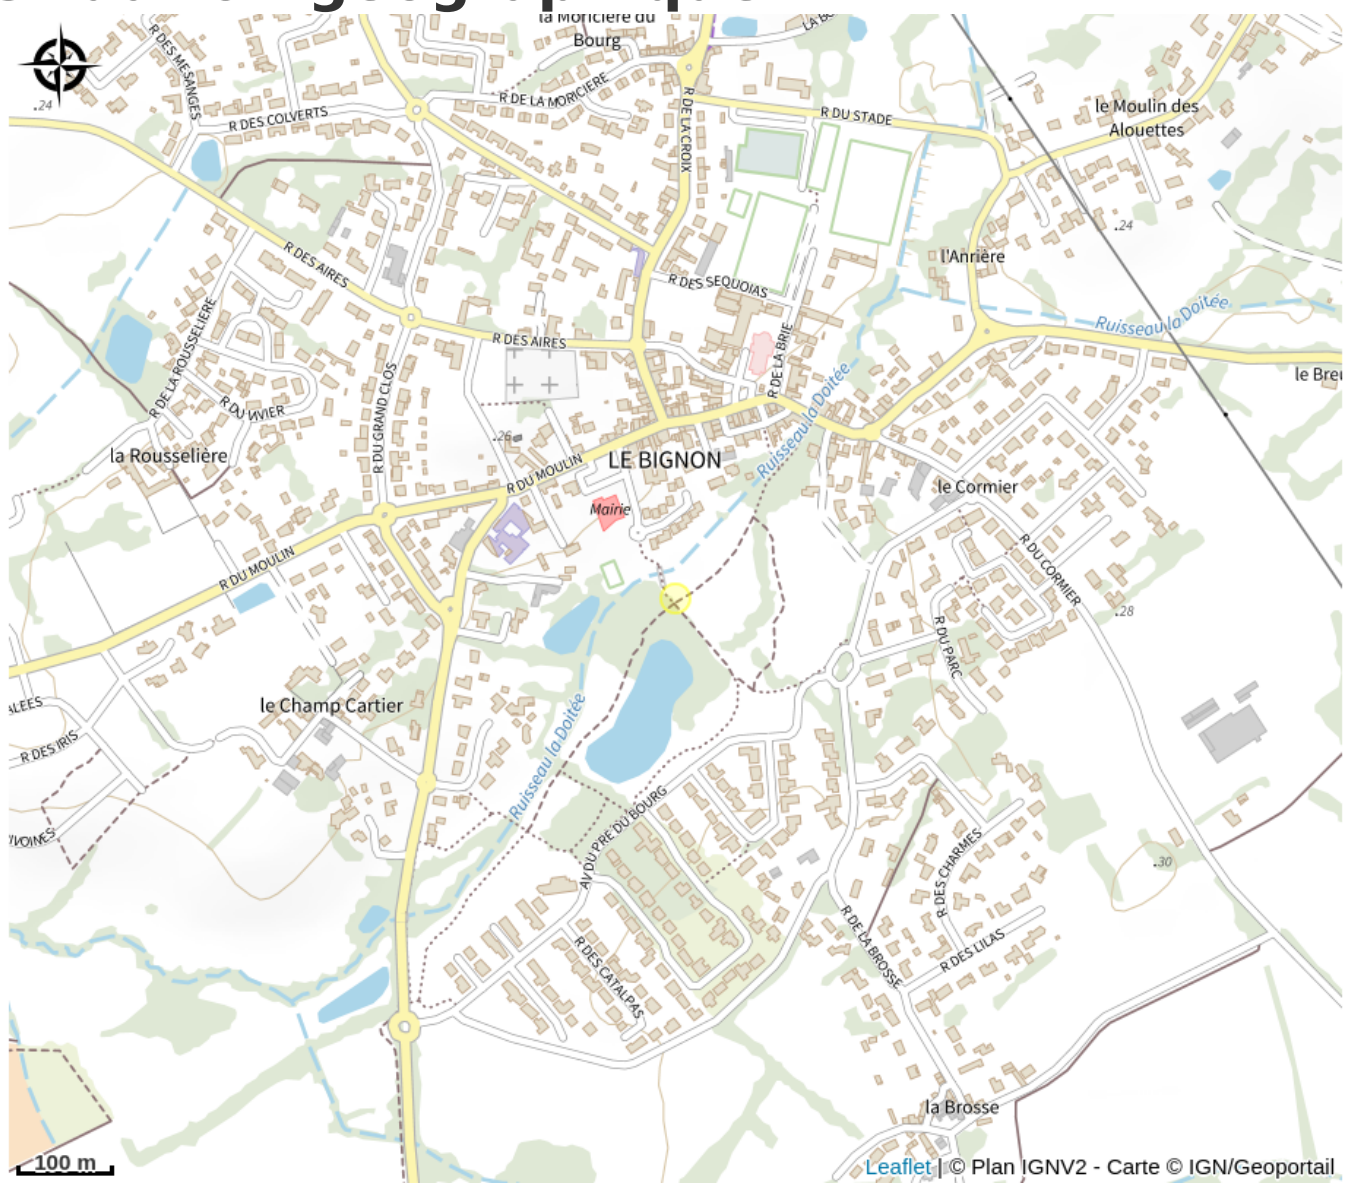 la Moricière du
Bourg
R DES MESANGES
.24
R DES COLVERTS
R DE LA MORICIERE
R DE LA CROIX
R DU STADE
le Moulin des
Alouettes
.24
l'Anrière
R DES AIRES
R DES SEQUOIAS
Ruisseau la Doitée
R DES AIRES
R DE LA BRIE
R DE LA ROUSSELIERE
R DU GRAND CLOS
R DU VIVIER
Ruisseau la Doitée
.26
la Rousselière
R DU MOULIN
LE BIGNON
le Cormier
Mairie
R DU MOULIN
R DU CORMIER
.28
R DU PARC
le Champ Cartier
R DES IRIS
Ruisseau la Doitée
AV DU PRE DU BOURG
R DES CHARMES
.30
R DES CATALPAS
R DE LA BROSSE
R DES LILAS
la Brosse
100 m
Leaflet | © Plan IGNV2 - Carte © IGN/Geoportail